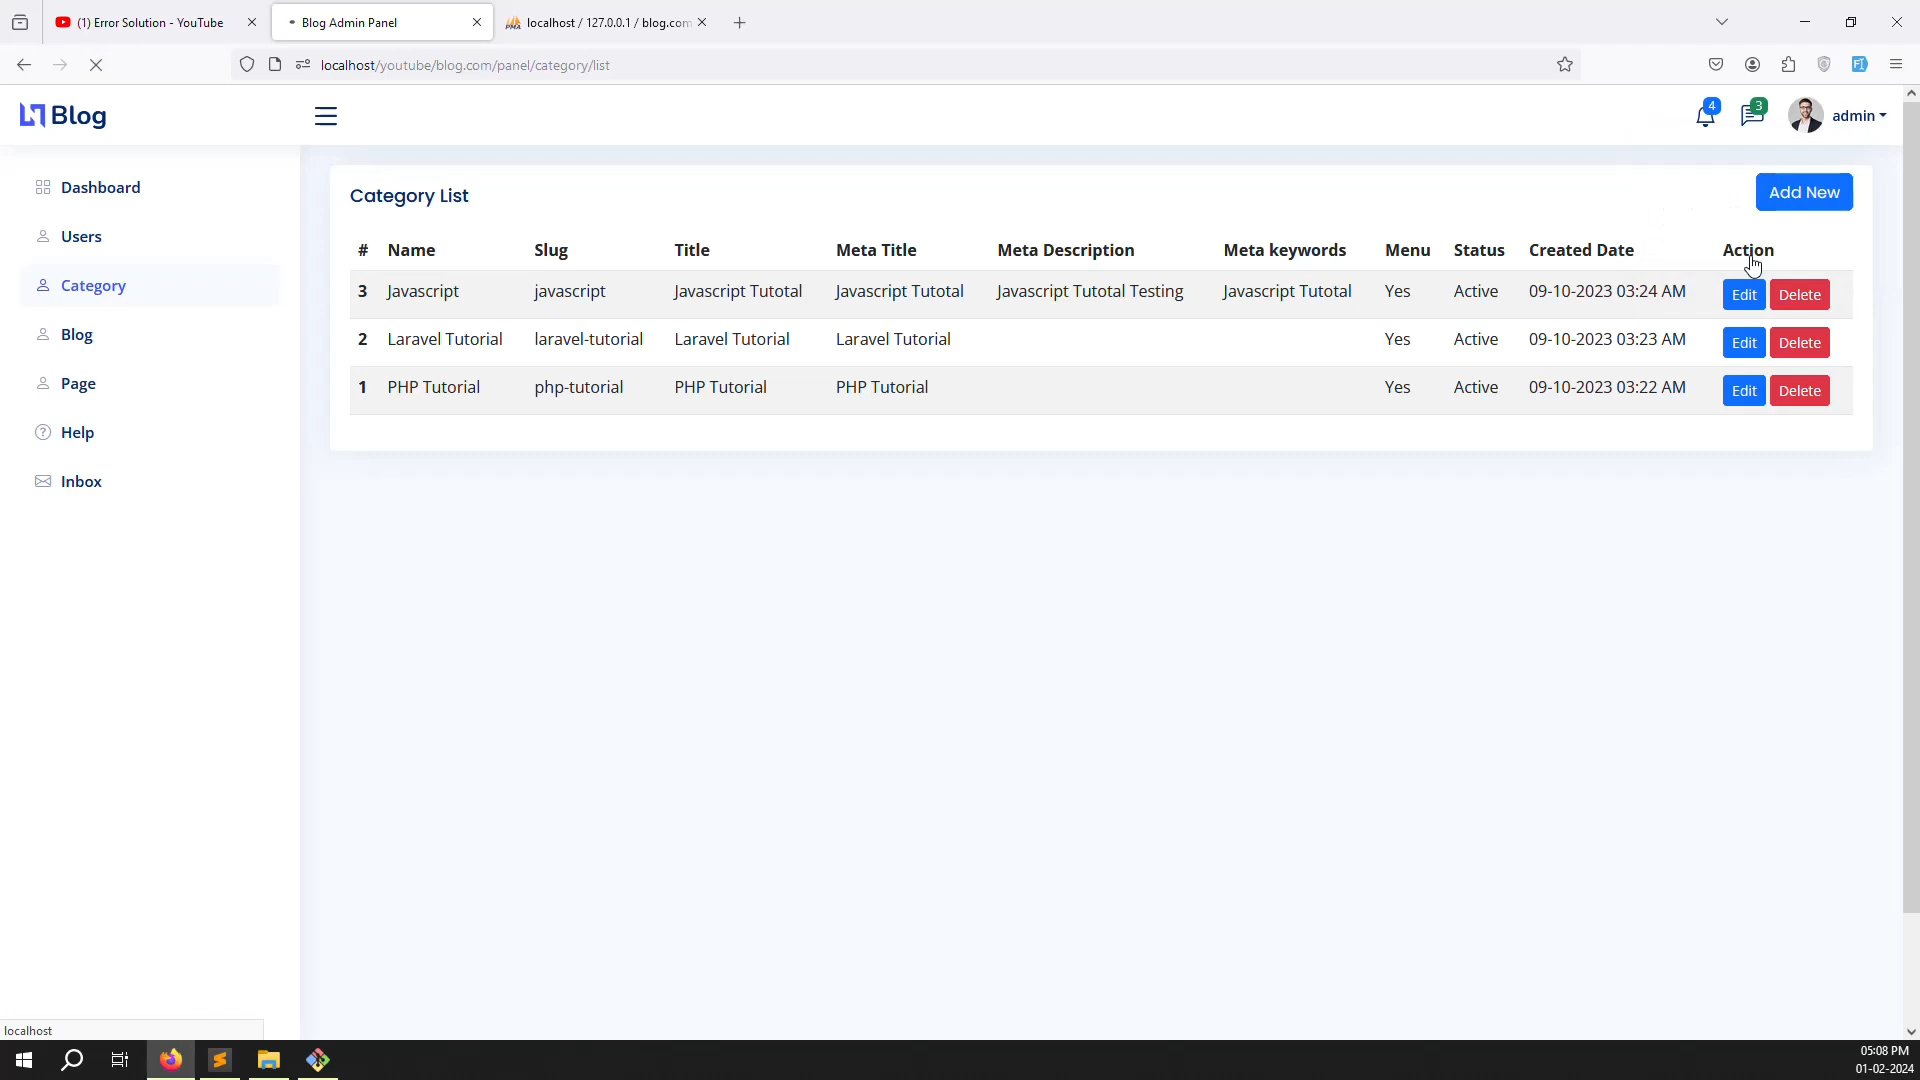 (1) Error Solution - YouTube
Blog Admin Panel
localhost / 127.0.0.1 / blog.com
localhost/youtube/blog.com/panel/category/list
Blog
4
3
admin
Dashboard
Users
Category
Blog
Page
Help
Inbox
Category List
Add New
# Name Slug Title Meta Title Meta Description Meta keywords Menu Status Created Date Action
3 Javascript javascript Javascript Tutotal Javascript Tutotal Javascript Tutotal Testing Javascript Tutotal Yes Active 09-10-2023 03:24 AM Edit Delete
2 Laravel Tutorial laravel-tutorial Laravel Tutorial Laravel Tutorial Yes Active 09-10-2023 03:23 AM Edit Delete
1 PHP Tutorial php-tutorial PHP Tutorial PHP Tutorial Yes Active 09-10-2023 03:22 AM Edit Delete
localhost
05:08 PM
01-02-2024